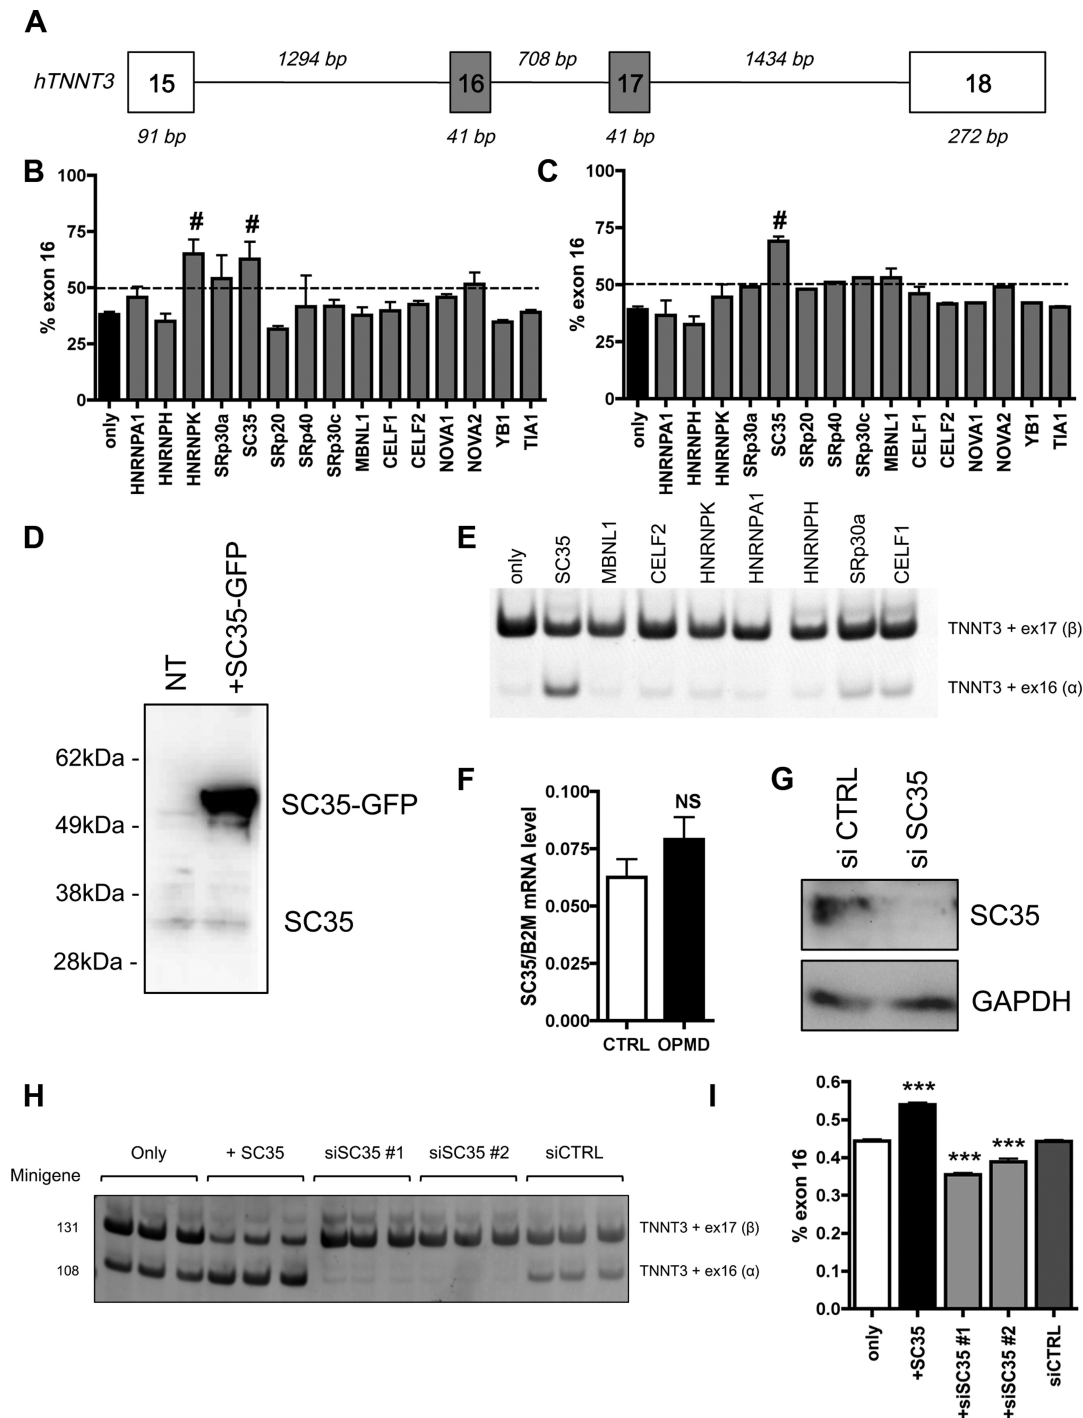 A
1294 bp
708 bp
1434 bp
hTNNT3
15
16
17
18
91 bp
41 bp
41 bp
272 bp
B
% exon 16
100
75
50
25
0
#
#
only
HNRNPA1
HNRNPH
HNRNPK
SRp30a
SC35
SRp20
SRp40
SRp30c
MBNL1
CELF1
CELF2
NOVA1
NOVA2
YB1
TIA1
C
% exon 16
100
75
50
25
0
#
only
HNRNPA1
HNRNPH
HNRNPK
SRp30a
SC35
SRp20
SRp40
SRp30c
MBNL1
CELF1
CELF2
NOVA1
NOVA2
YB1
TIA1
D
NT
+SC35-GFP
62kDa -
49kDa -
38kDa -
28kDa -
SC35-GFP
SC35
E
only
SC35
MBNL1
CELF2
HNRNPK
HNRNPA1
HNRNPH
SRp30a
CELF1
TNNT3 + ex17 (β)
TNNT3 + ex16 (α)
F
SC35/B2M mRNA level
0.100
0.075
0.050
0.025
0.000
NS
CTRL OPMD
G
si CTRL
si SC35
SC35
GAPDH
H
Only
+ SC35
siSC35 #1
siSC35 #2
siCTRL
Minigene
131
108
TNNT3 + ex17 (β)
TNNT3 + ex16 (α)
I
% exon 16
0.6
0.5
0.4
0.3
0.2
0.1
0.0
***
***
***
only
+SC35
+siSC35 #1
+siSC35 #2
siCTRL